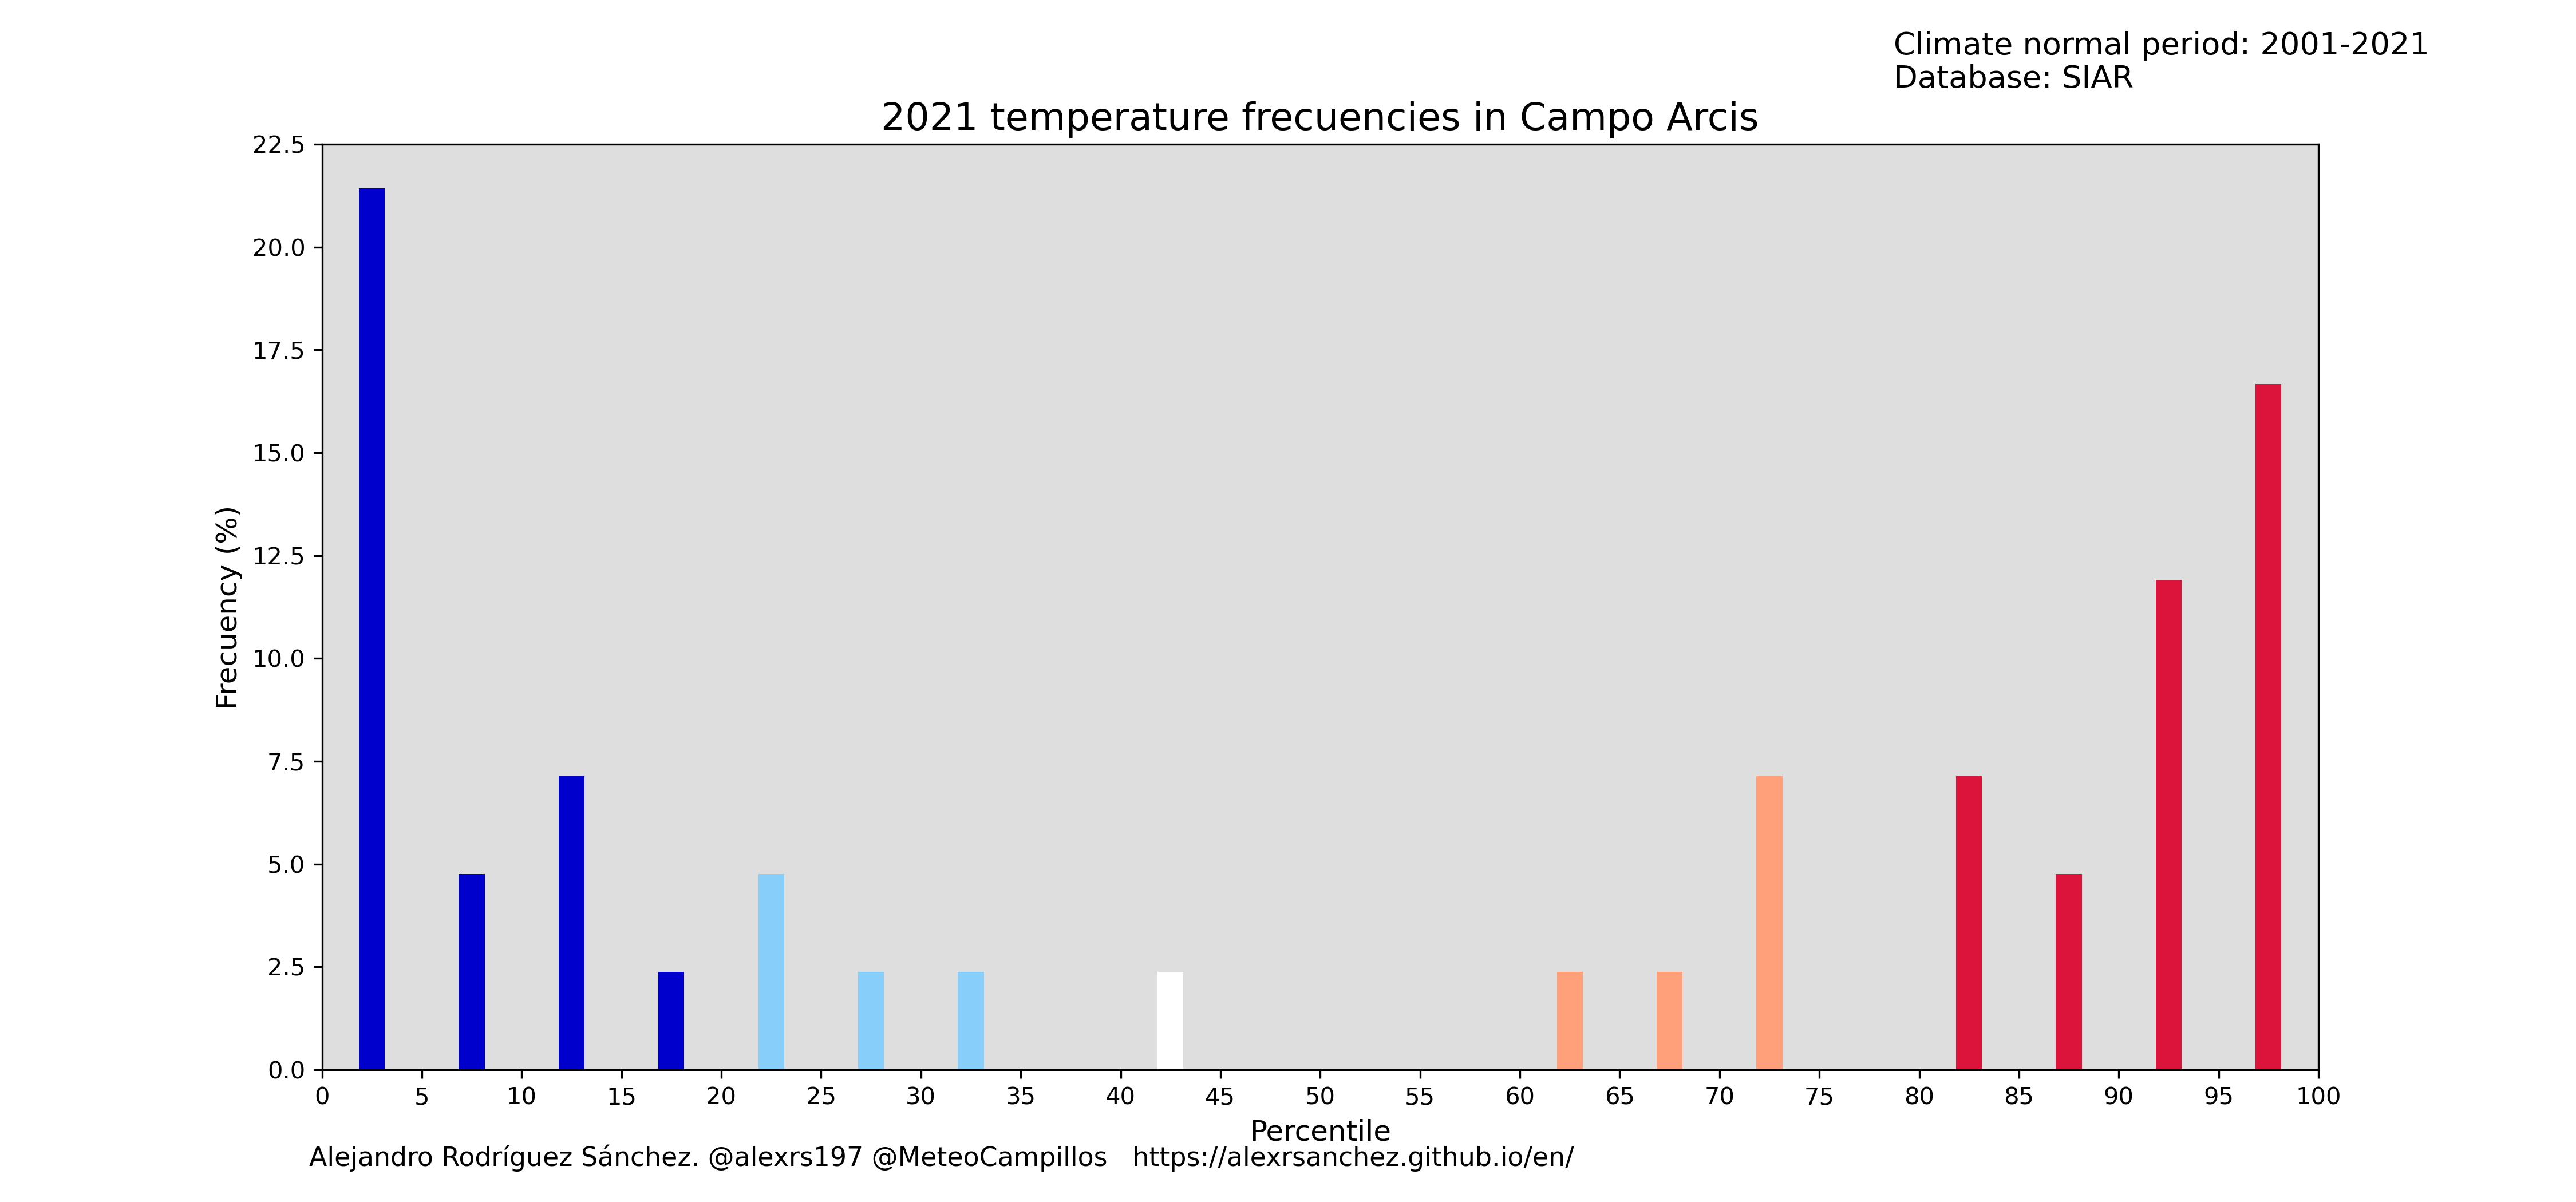 Climate normal period: 2001-2021
Database: SIAR
2021 temperature frecuencies in Campo Arcis
Frecuency (%)
22.5
20.0
17.5
15.0
12.5
10.0
7.5
5.0
2.5
0.0
0 5 10 15 20 25 30 35 40 45 50 55 60 65 70 75 80 85 90 95 100
Percentile
Alejandro Rodríguez Sánchez. @alexrs197 @MeteoCampillos https://alexrsanchez.github.io/en/